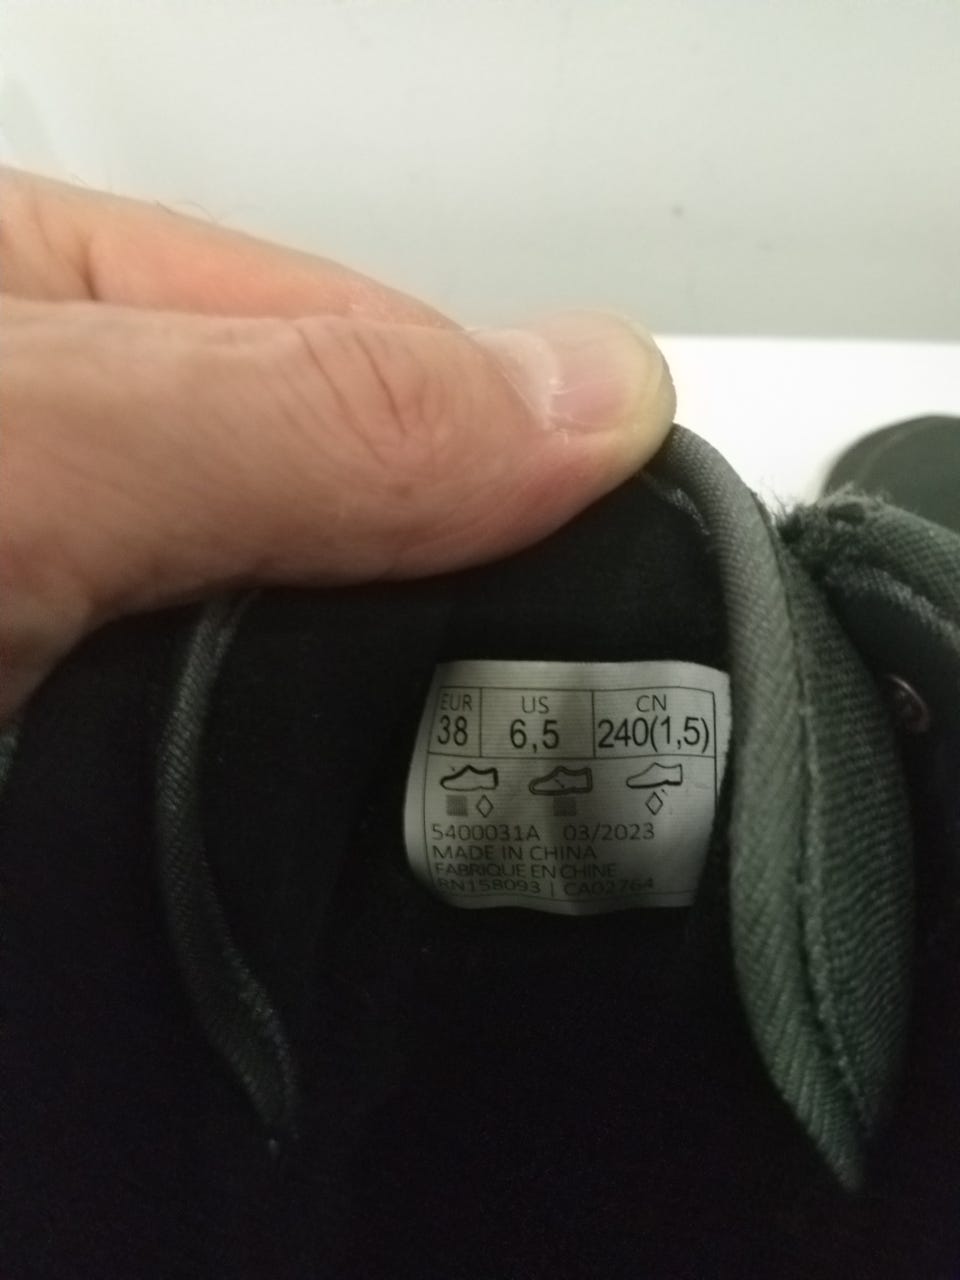 EUR US CN
38 6,5 240(1,5)
5400031A 03/2023
MADE IN CHINA
FABRIQUE EN CHINE
RN158093 | CA02764